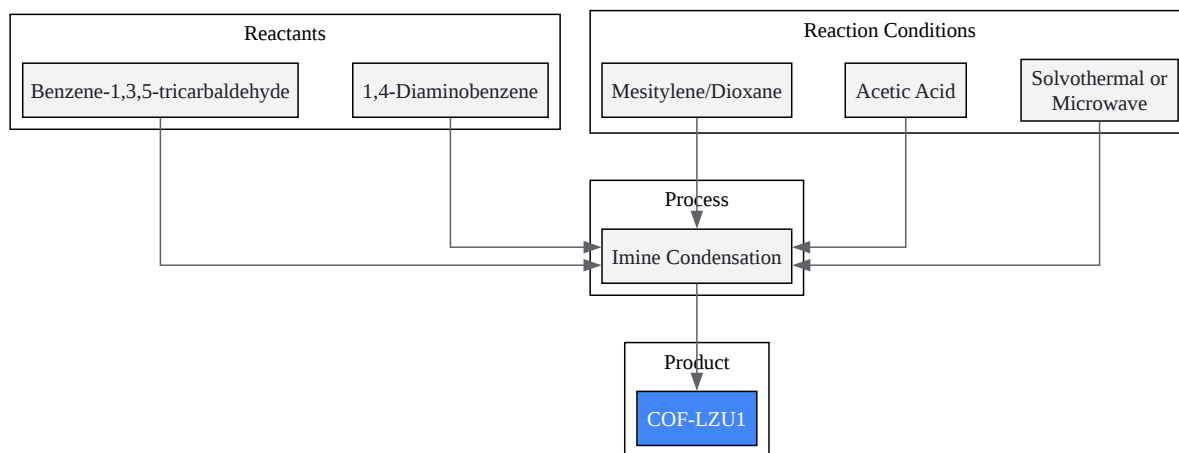 Reactants
Benzene-1,3,5-tricarbaldehyde
1,4-Diaminobenzene
Reaction Conditions
Mesitylene/Dioxane
Acetic Acid
Solvothermal or
Microwave
Process
Imine Condensation
Product
COF-LZU1